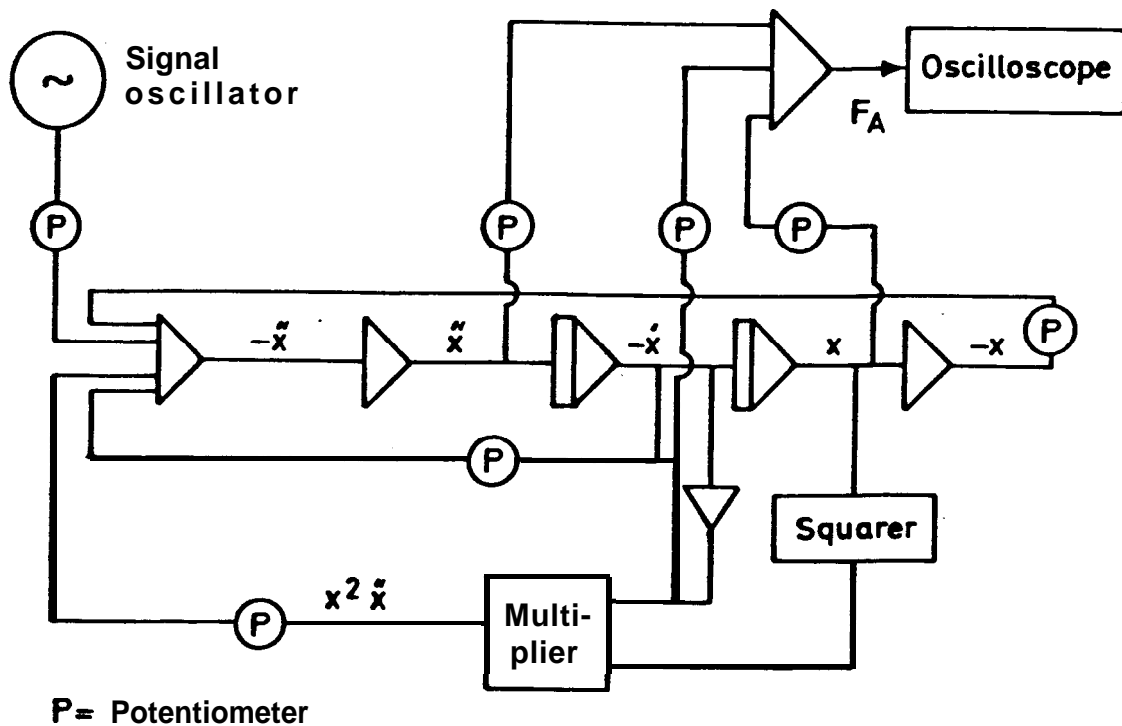 Signal
oscillator
~
Oscilloscope
F_A
P
P
P
P
-ẍ
ẍ
-ẋ
x
-x
P
P
Squarer
x² ẍ
P
Multi-
plier
P= Potentiometer